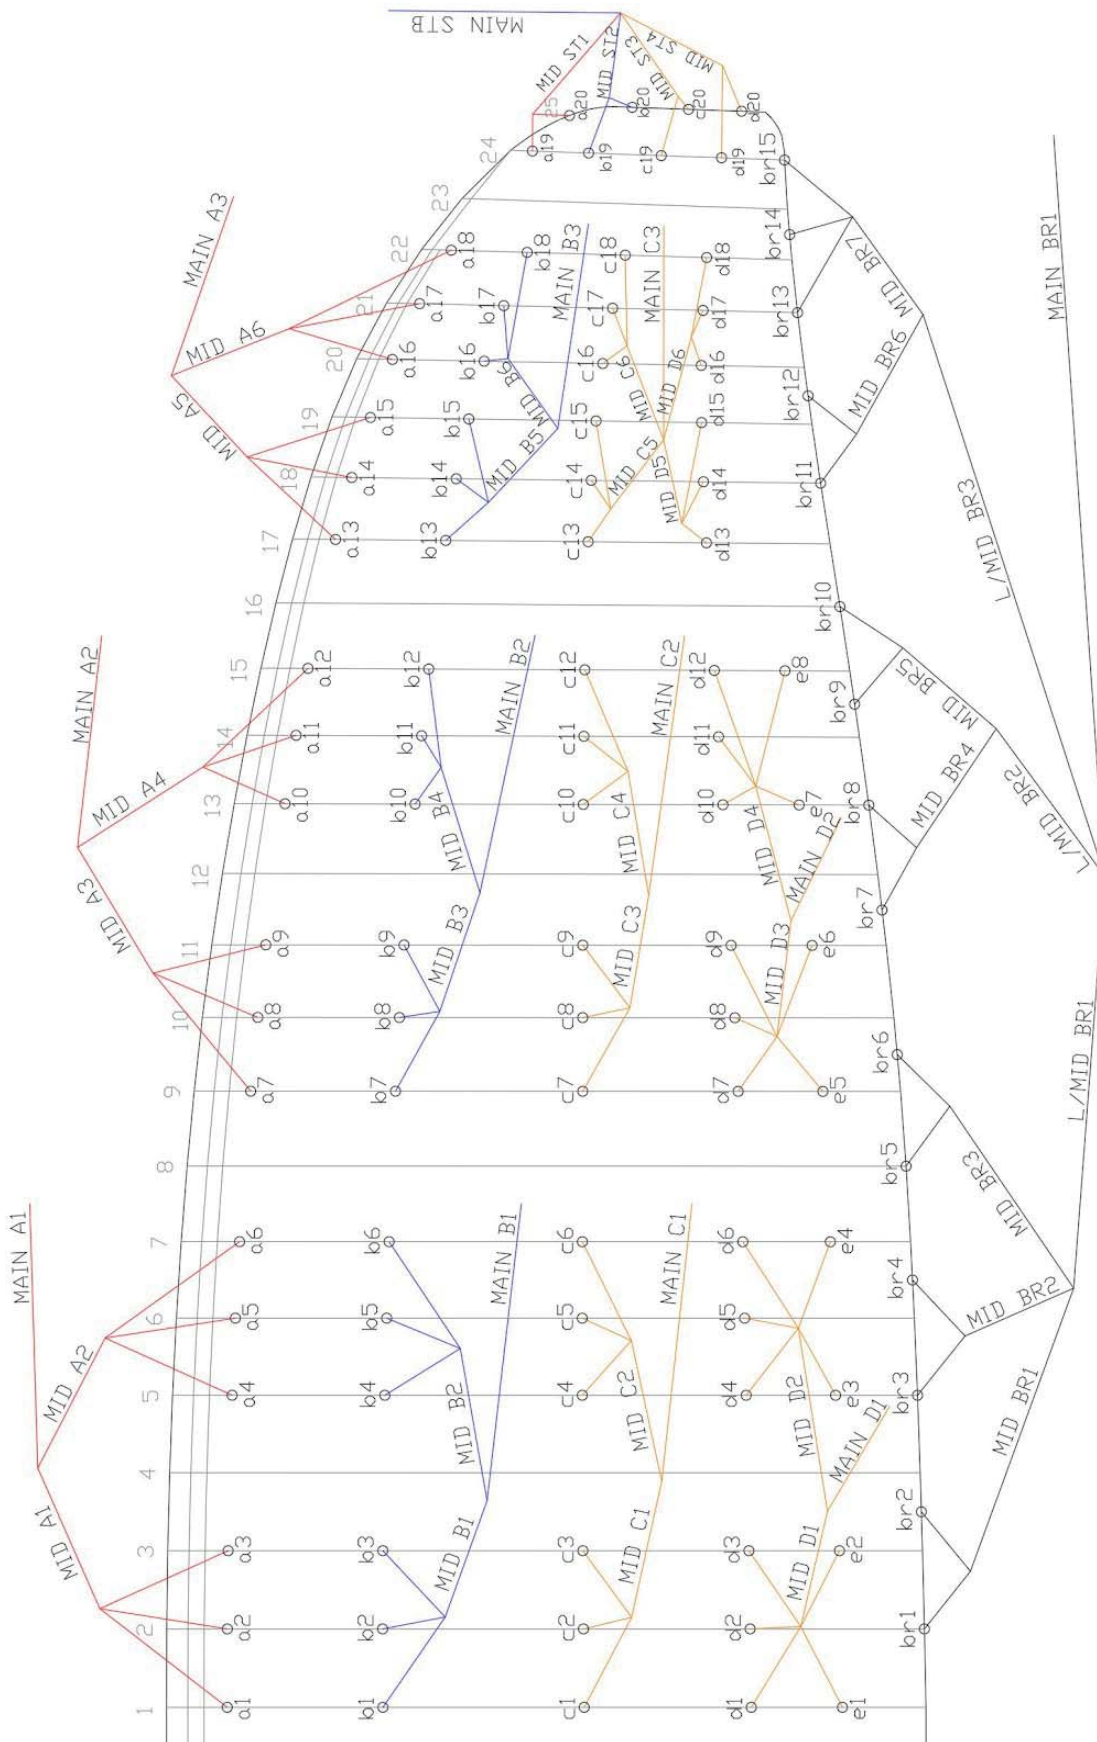 MAIN STB
MID ST1
MID ST2
MID ST3
MID ST4
25
a20
b20
c20
d20
24
a19
b19
c19
d19
br15
23
br14
MAIN A3
22
a18
b18
c18
d18
MAIN B3
MAIN C3
MID BR7
MAIN BR1
21
a17
b17
c17
d17
br13
MID A6
20
a16
b16
c16
d16
MID B6
MID C6
MID D6
br12
MID BR6
MID A5
19
a15
b15
c15
d15
MID B5
MID C5
MID D5
18
a14
b14
c14
d14
br11
17
a13
b13
c13
d13
L/MID BR3
16
br10
MAIN A2
15
a12
b12
c12
d12
e8
MAIN B2
MAIN C2
br9
MID BR5
14
a11
b11
c11
d11
MID A4
13
a10
b10
c10
d10
e7
MID B4
MID C4
MID D4
MAIN D2
br8
MID BR4
L/MID BR2
12
MID A3
br7
11
a9
b9
c9
d9
e6
MID B3
MID C3
MID D3
10
a8
b8
c8
d8
br6
9
a7
b7
c7
d7
e5
L/MID BR1
8
br5
MID BR3
MAIN A1
7
a6
b6
c6
d6
e4
MAIN B1
MAIN C1
br4
MID BR2
6
a5
b5
c5
d5
MID A2
5
a4
b4
c4
d4
e3
MID B2
MID C2
MID D2
MAIN D1
br3
MID BR1
4
br2
MID A1
3
a3
b3
c3
d3
e2
MID B1
MID C1
MID D1
2
a2
b2
c2
d2
br1
1
a1
b1
c1
d1
e1